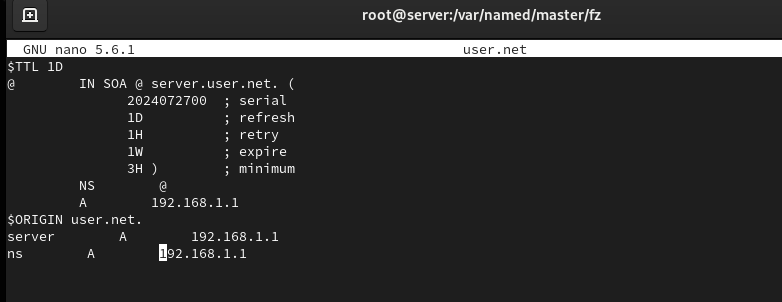 root@server:/var/named/master/fz
GNU nano 5.6.1 user.net
$TTL 1D
@ IN SOA @ server.user.net. (
2024072700 ; serial
1D ; refresh
1H ; retry
1W ; expire
3H ) ; minimum
NS @
A 192.168.1.1
$ORIGIN user.net.
server A 192.168.1.1
ns A 192.168.1.1